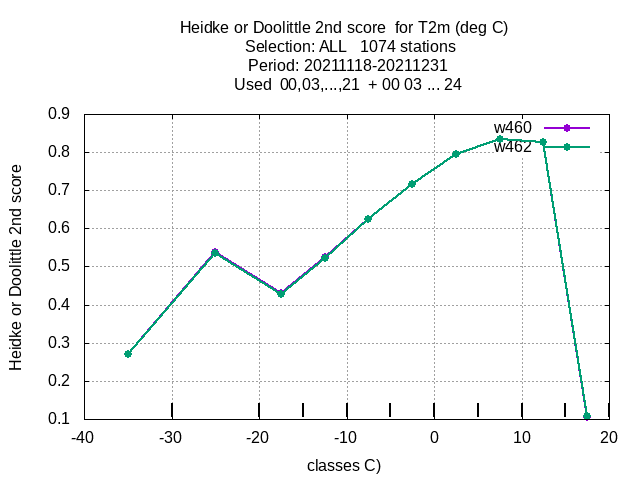 Heidke or Doolittle 2nd score  for T2m (deg C)
Selection: ALL   1074 stations
Period: 20211118-20211231
Used  00,03,...,21  + 00 03 ... 24
Heidke or Doolittle 2nd score
0.9
0.8
0.7
0.6
0.5
0.4
0.3
0.2
0.1
w460
w462
-40 -30 -20 -10 0 10 20
classes C)